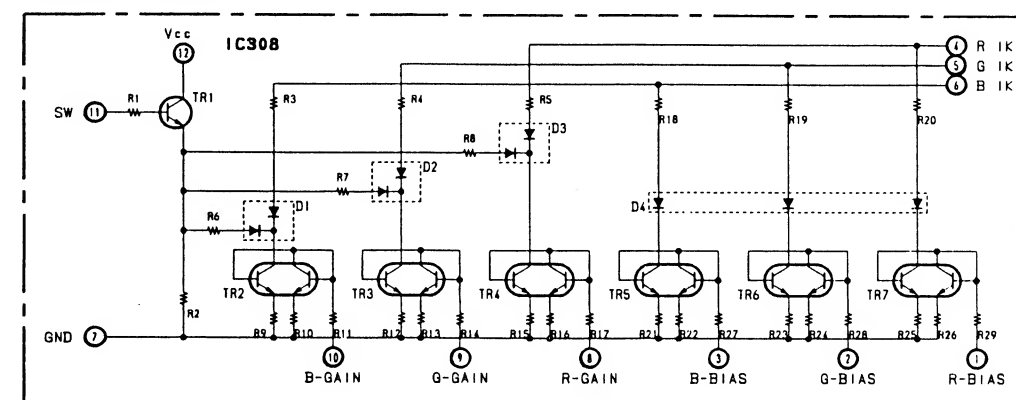 Vcc
IC308
12
4 R IK
5 G IK
6 B IK
TR1
R1
SW 11
R3
R4
R5
R18
R19
R20
D3
R8
D2
R7
D1
D4
R6
TR2
TR3
TR4
TR5
TR6
TR7
R2
GND 7
R9
R10
R11
R12
R13
R14
R15
R16
R17
R21
R22
R27
R23
R24
R28
R25
R26
R29
10
9
8
3
2
1
B-GAIN
G-GAIN
R-GAIN
B-BIAS
G-BIAS
R-BIAS